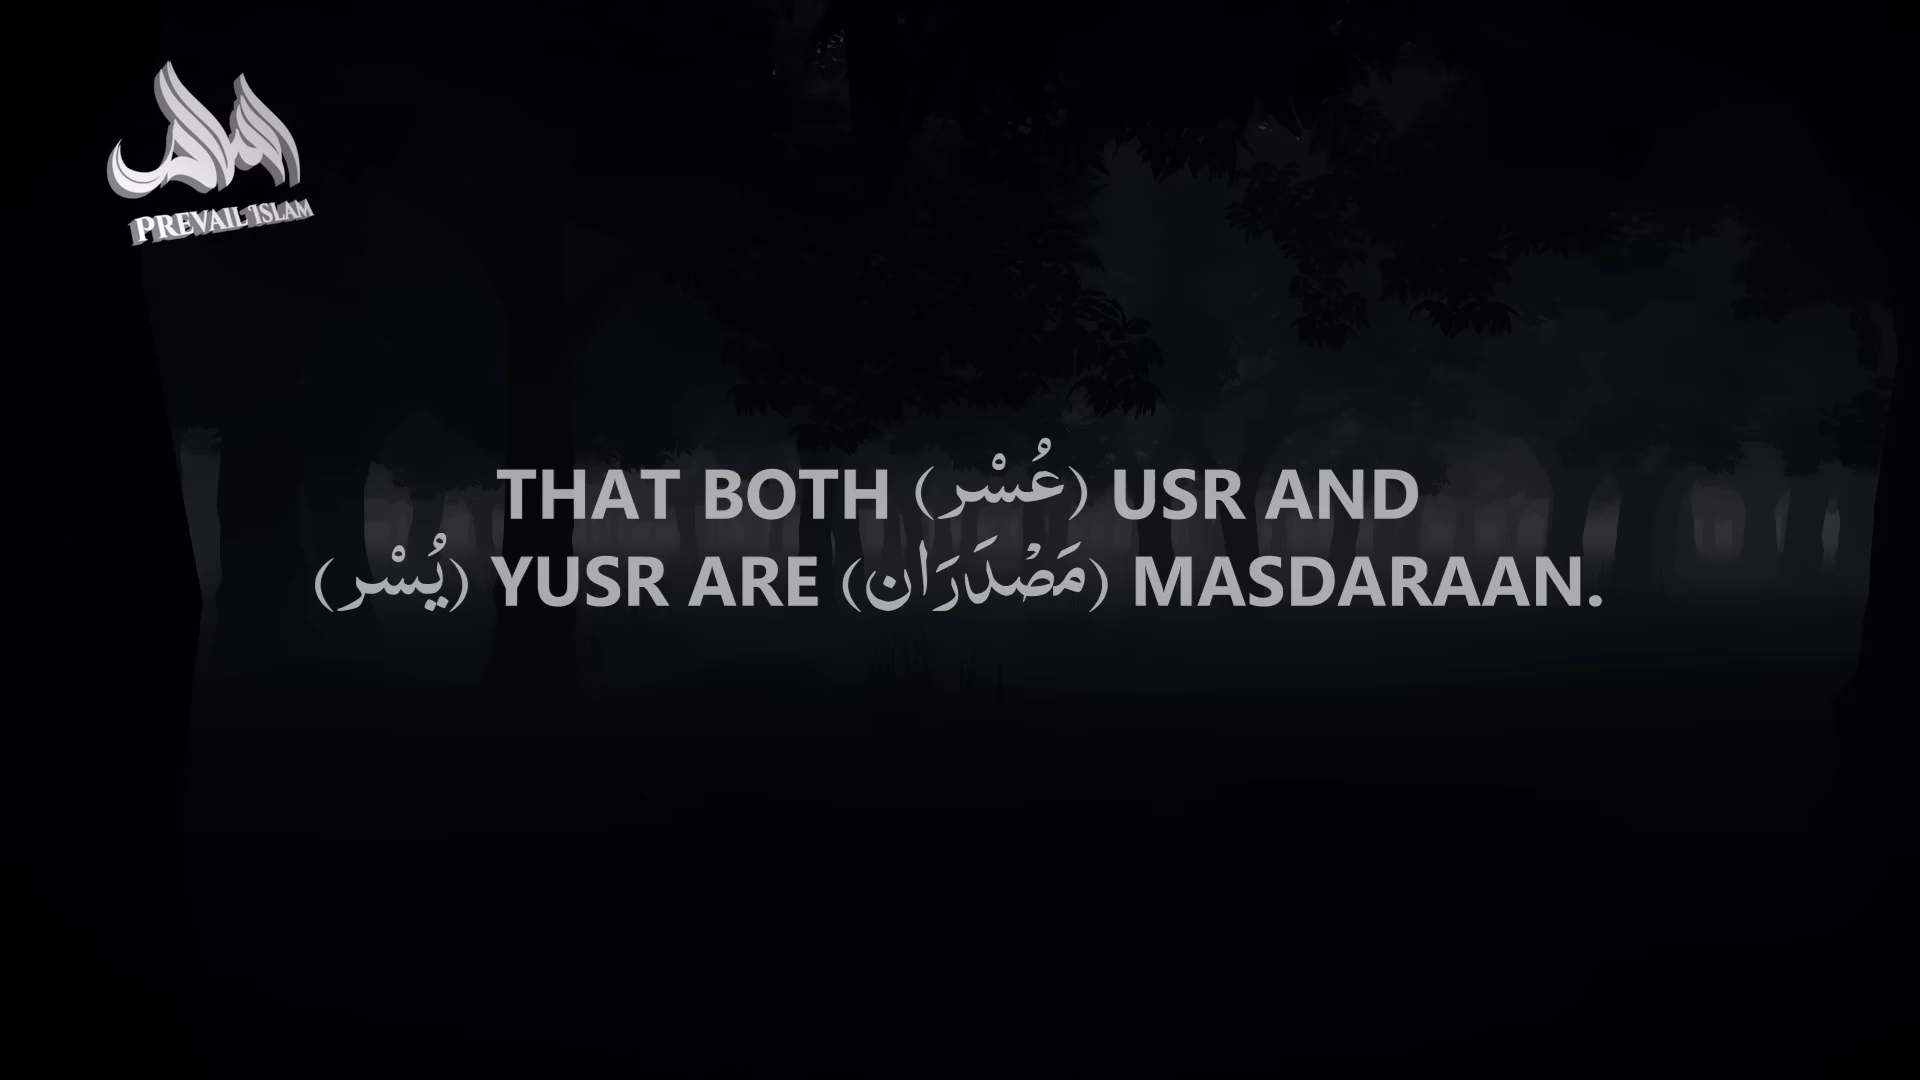 PREVAIL ISLAM
THAT BOTH (عُسْر) USR AND
(يُسْر) YUSR ARE (مَصْدَرَان) MASDARAAN.